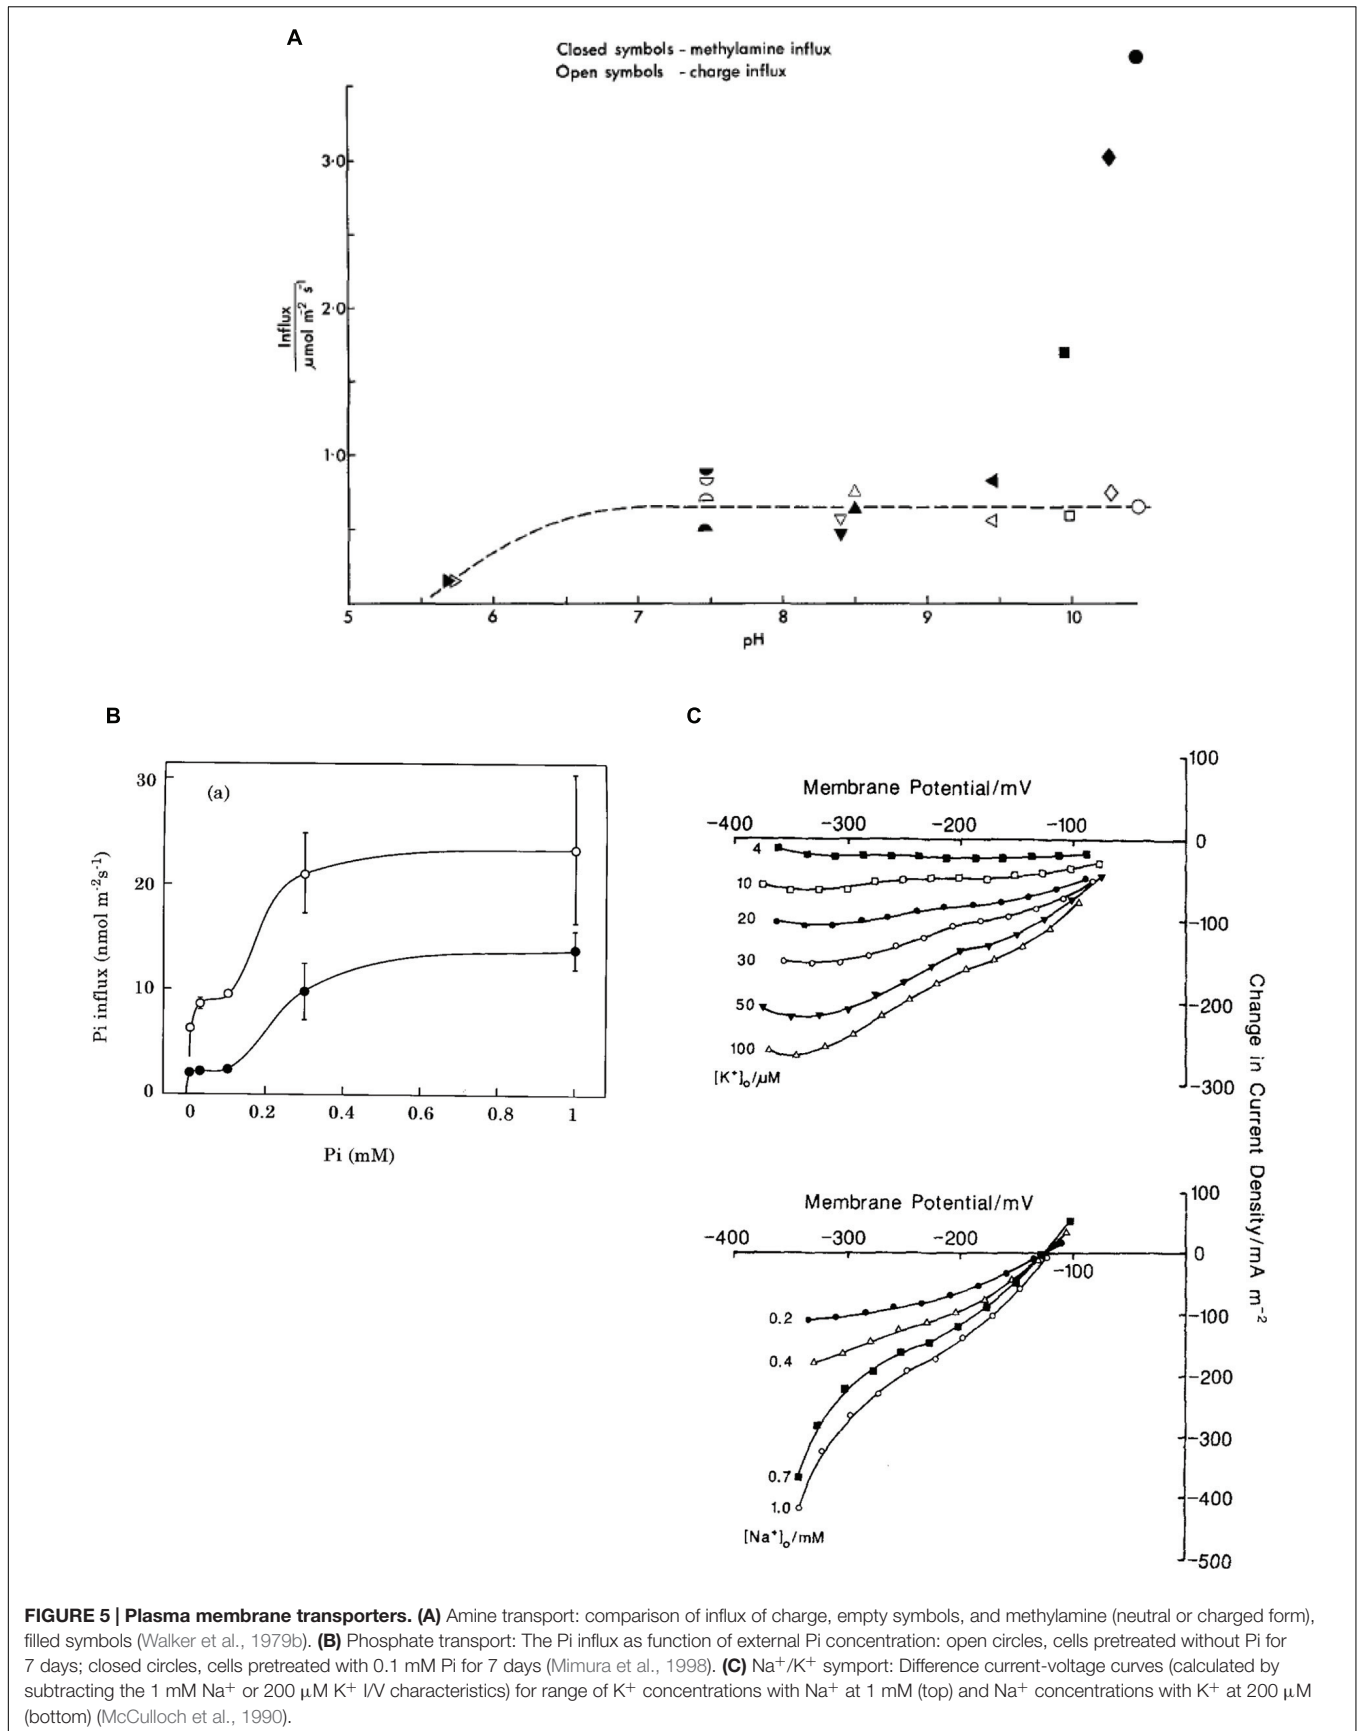 A
Closed symbols - methylamine influx
Open symbols - charge influx
3·0
2·0
1·0
Influx
µmol m⁻² s⁻¹
5 6 7 8 9 10
pH
B
(a)
30
20
10
0
Pi influx (nmol m⁻²s⁻¹)
0 0.2 0.4 0.6 0.8 1
Pi (mM)
C
Membrane Potential/mV
−400 −300 −200 −100
100
0
−100
−200
−300
4
10
20
30
50
100
[K⁺]ₒ/µM
Change in Current Density/mA m⁻²
Membrane Potential/mV
−400 −300 −200 −100
100
0
−100
−200
−300
−400
−500
0.2
0.4
0.7
1.0
[Na⁺]ₒ/mM
FIGURE 5 | Plasma membrane transporters. (A) Amine transport: comparison of influx of charge, empty symbols, and methylamine (neutral or charged form),
filled symbols (Walker et al., 1979b). (B) Phosphate transport: The Pi influx as function of external Pi concentration: open circles, cells pretreated without Pi for
7 days; closed circles, cells pretreated with 0.1 mM Pi for 7 days (Mimura et al., 1998). (C) Na⁺/K⁺ symport: Difference current-voltage curves (calculated by
subtracting the 1 mM Na⁺ or 200 µM K⁺ I/V characteristics) for range of K⁺ concentrations with Na⁺ at 1 mM (top) and Na⁺ concentrations with K⁺ at 200 µM
(bottom) (McCulloch et al., 1990).